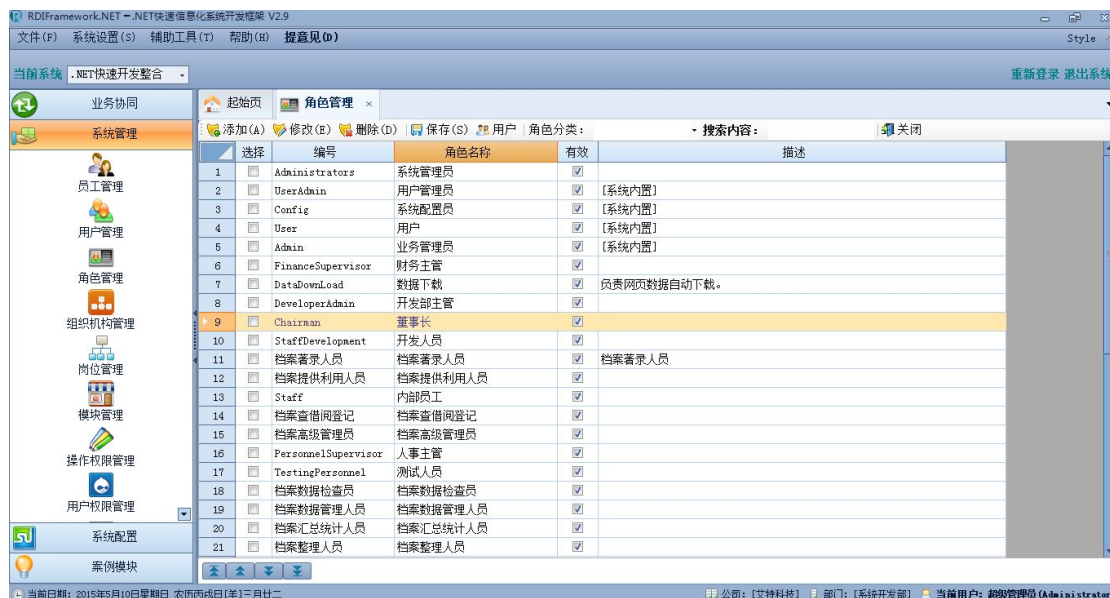 RDIFramework.NET -.NET快速信息化系统开发框架 V2.9
文件(F) 系统设置(S) 辅助工具(T) 帮助(H) 提意见(D) Style
当前系统 .NET快速开发整合 重新登录 退出系统
业务协同
系统管理
员工管理
用户管理
角色管理
组织机构管理
岗位管理
模块管理
操作权限管理
用户权限管理
系统配置
案例模块
起始页 角色管理 ×
添加(A) 修改(E) 删除(D) 保存(S) 用户 角色分类: 搜索内容: 关闭
选择 编号 角色名称 有效 描述
1 Administrators 系统管理员
2 UserAdmin 用户管理员 [系统内置]
3 Config 系统配置员 [系统内置]
4 User 用户 [系统内置]
5 Admin 业务管理员 [系统内置]
6 FinanceSupervisor 财务主管
7 DataDownLoad 数据下载 负责网页数据自动下载。
8 DeveloperAdmin 开发部主管
9 Chairman 董事长
10 StaffDevelopment 开发人员
11 档案著录人员 档案著录人员 档案著录人员
12 档案提供利用人员 档案提供利用人员
13 Staff 内部员工
14 档案查借阅登记 档案查借阅登记
15 档案高级管理员 档案高级管理员
16 PersonnelSupervisor 人事主管
17 TestingPersonnel 测试人员
18 档案数据检查员 档案数据检查员
19 档案数据管理人员 档案数据管理人员
20 档案汇总统计人员 档案汇总统计人员
21 档案整理人员 档案整理人员
当前日期: 2015年5月10日星期日 农历丙戌日[羊]三月廿二 公司: [艾特科技] 部门: [系统开发部] 当前用户: 超级管理员(Administrator